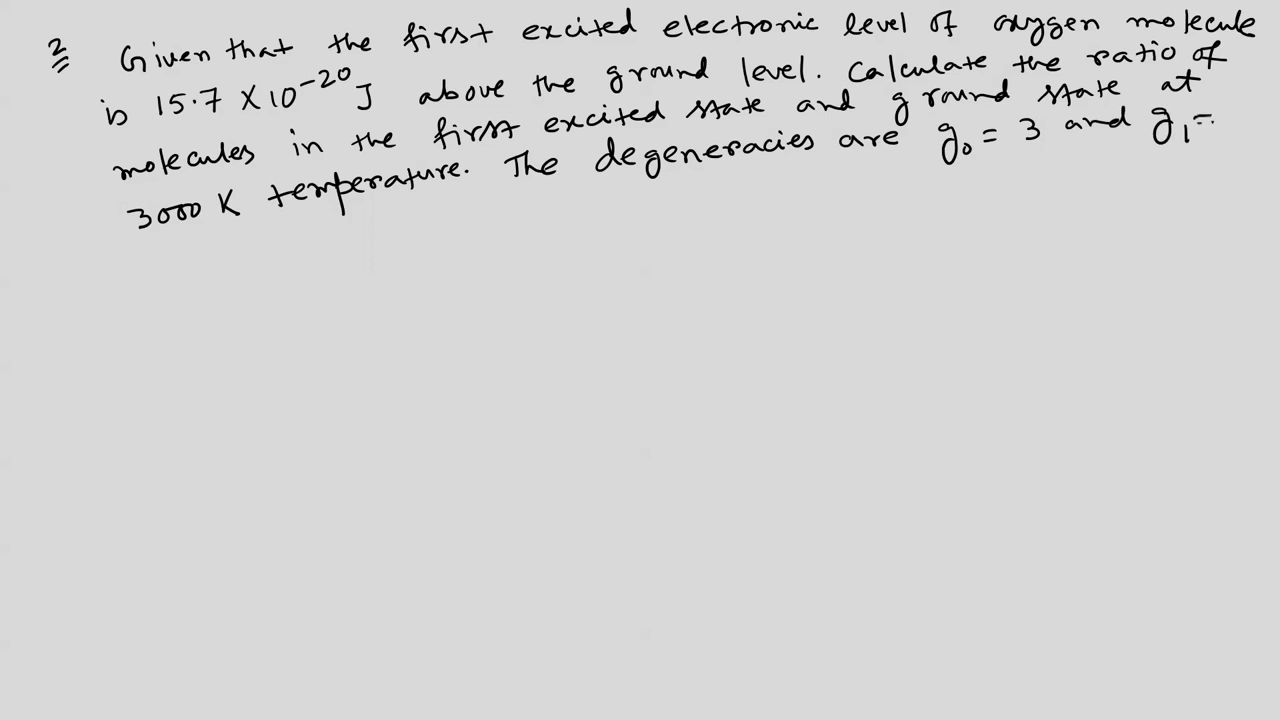 2 Given that the first excited electronic level of oxygen molecule
is 15.7 X 10⁻²⁰ J above the ground level. Calculate the ratio of
molecules in the first excited state and ground state at
3000 K temperature. The degeneracies are g₀ = 3 and g₁ =